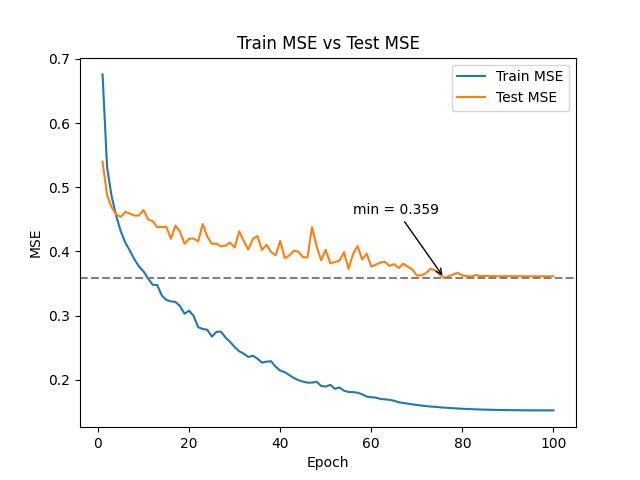 Train MSE vs Test MSE
0.7
0.6
0.5
0.4
0.3
0.2
MSE
Train MSE
Test MSE
min = 0.359
0 20 40 60 80 100
Epoch